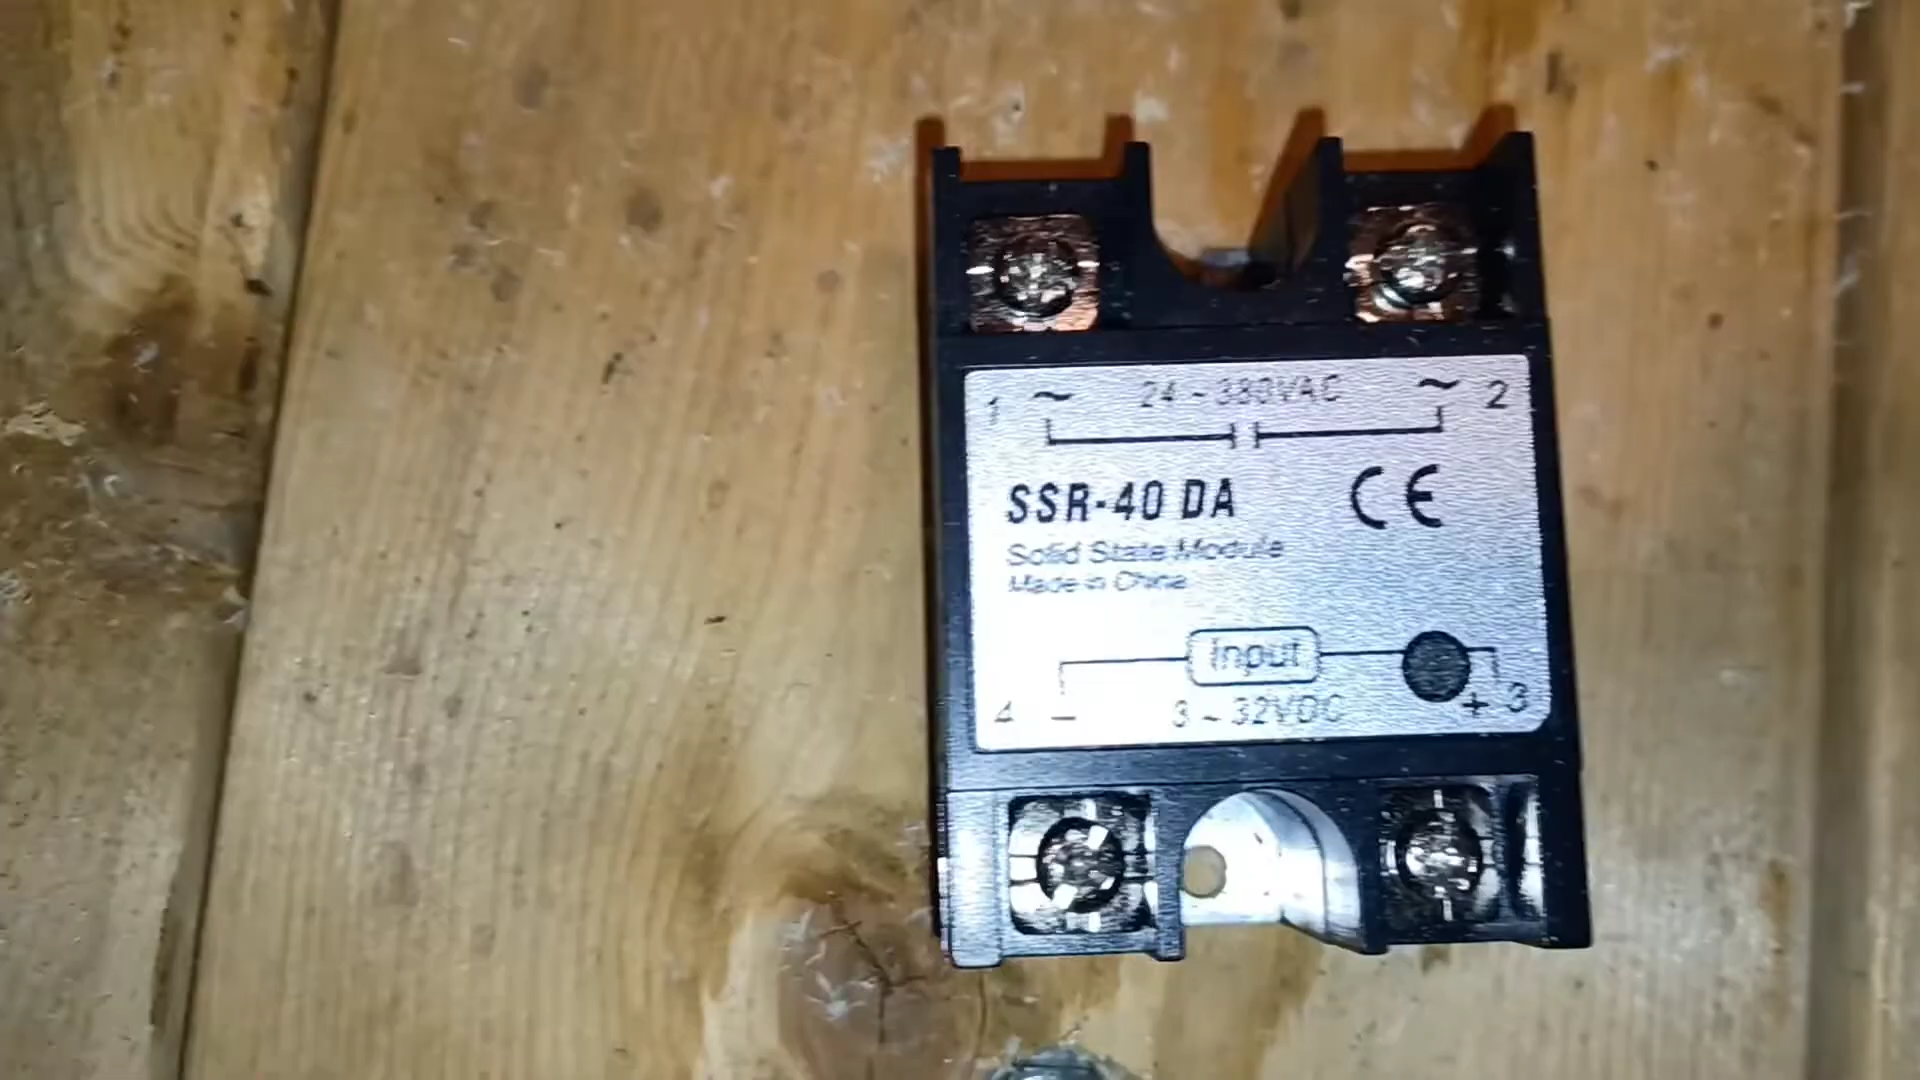 1 ~ 24 ~ 380VAC ~ 2
SSR-40 DA CE
Solid State Module
Made in China
Input
4 − 3 ~ 32VDC + 3